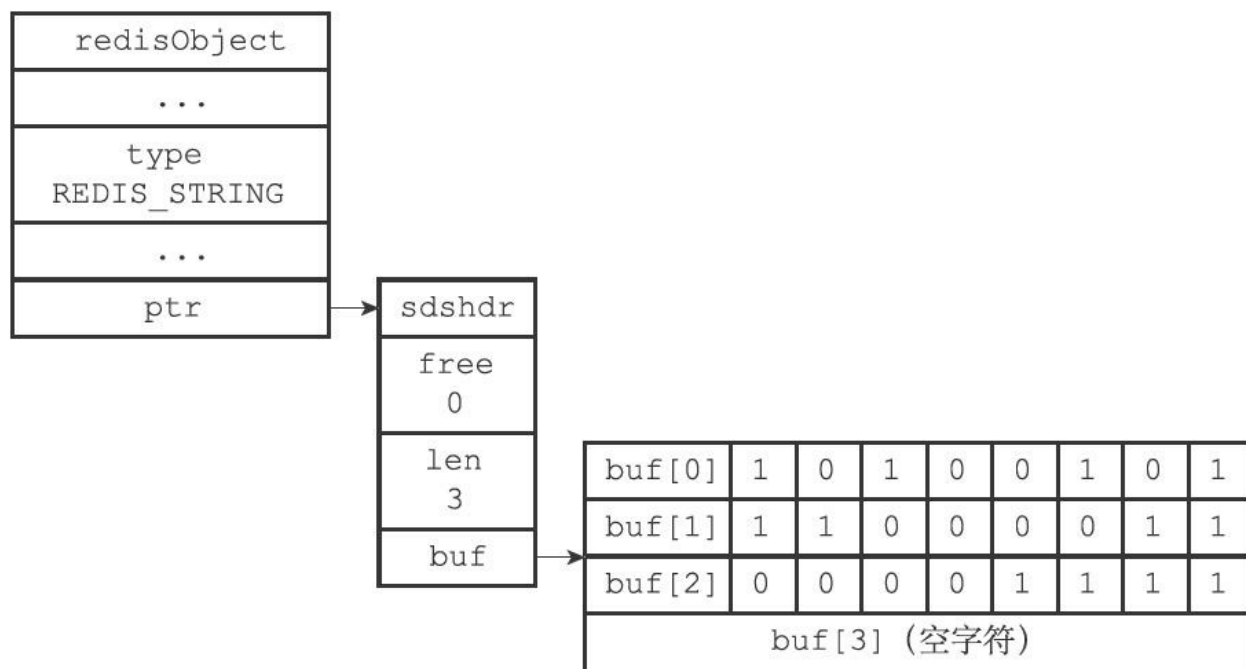 redisObject
...
type
REDIS_STRING
...
ptr
sdshdr
free
0
len
3
buf
buf[0] 1 0 1 0 0 1 0 1
buf[1] 1 1 0 0 0 0 1 1
buf[2] 0 0 0 0 1 1 1 1
buf[3] (空字符)